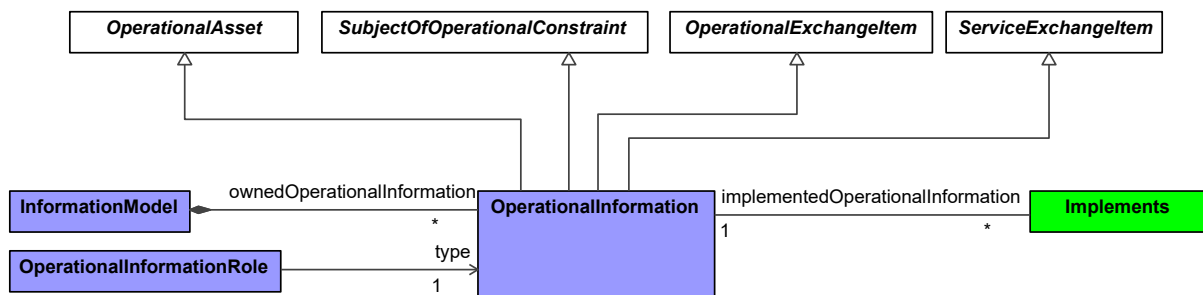 OperationalAsset
SubjectOfOperationalConstraint
OperationalExchangeItem
ServiceExchangeItem
InformationModel
ownedOperationalInformation
*
OperationalInformation
implementedOperationalInformation
1
*
Implements
OperationalInformationRole
type
1